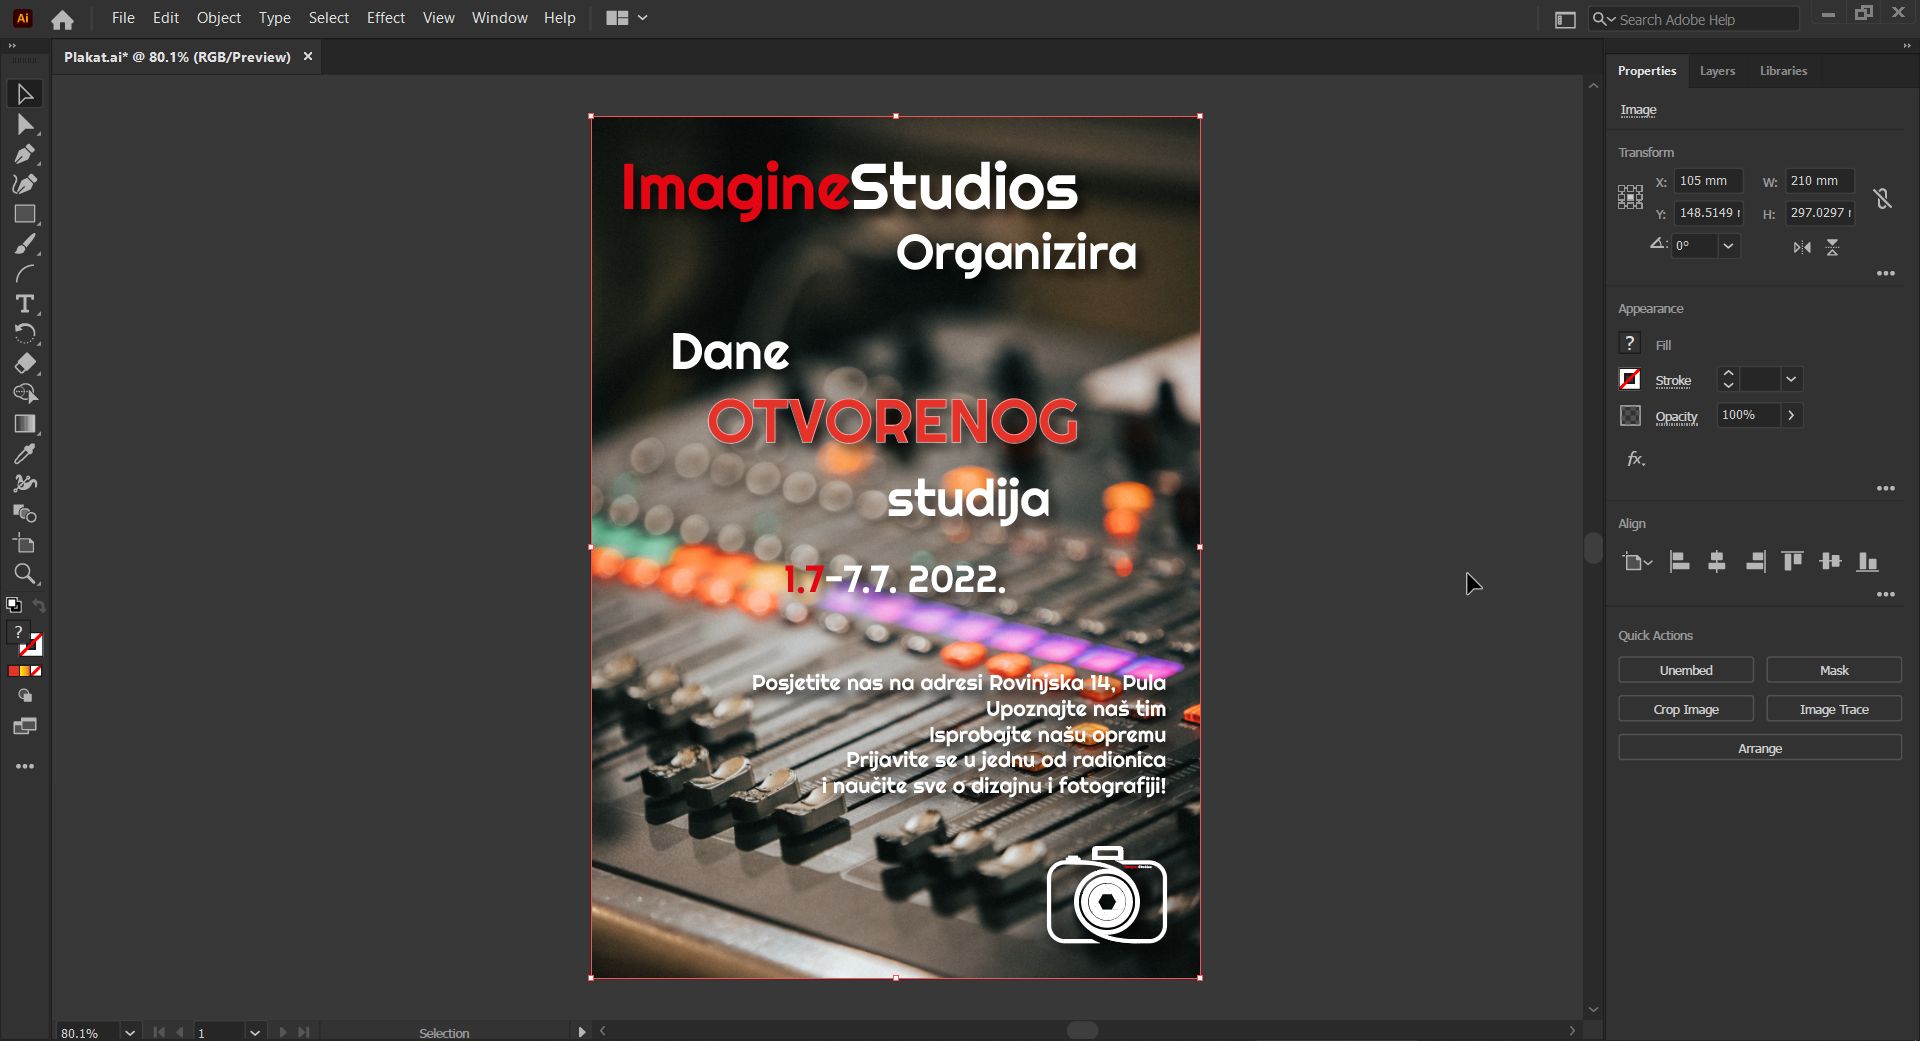 Ai
File Edit Object Type Select Effect View Window Help
Search Adobe Help
Plakat.ai* @ 80.1% (RGB/Preview) ×
Properties Layers Libraries
Image
Transform
X: 105 mm W: 210 mm
Y: 148.5149 H: 297.0297
0°
Appearance
? Fill
Stroke
Opacity 100%
fx.
Align
Quick Actions
Unembed Mask
Crop Image Image Trace
Arrange
ImagineStudios
Organizira
Dane
OTVORENOG
studija
1.7-7.7. 2022.
Posjetite nas na adresi Rovinjska 14, Pula
Upoznajte naš tim
Isprobajte našu opremu
Prijavite se u jednu od radionica
i naučite sve o dizajnu i fotografiji!
?
80.1% 1 Selection